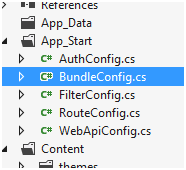 References
App_Data
App_Start
C# AuthConfig.cs
C# BundleConfig.cs
C# FilterConfig.cs
C# RouteConfig.cs
C# WebApiConfig.cs
Content
themes